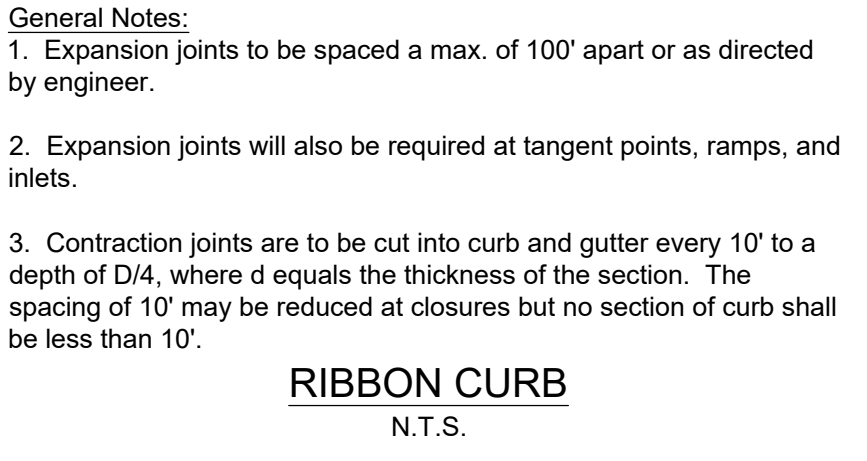 General Notes:
1.  Expansion joints to be spaced a max. of 100' apart or as directed
by engineer.
2.  Expansion joints will also be required at tangent points, ramps, and
inlets.
3.  Contraction joints are to be cut into curb and gutter every 10' to a
depth of D/4, where d equals the thickness of the section.  The
spacing of 10' may be reduced at closures but no section of curb shall
be less than 10'.
RIBBON CURB
N.T.S.